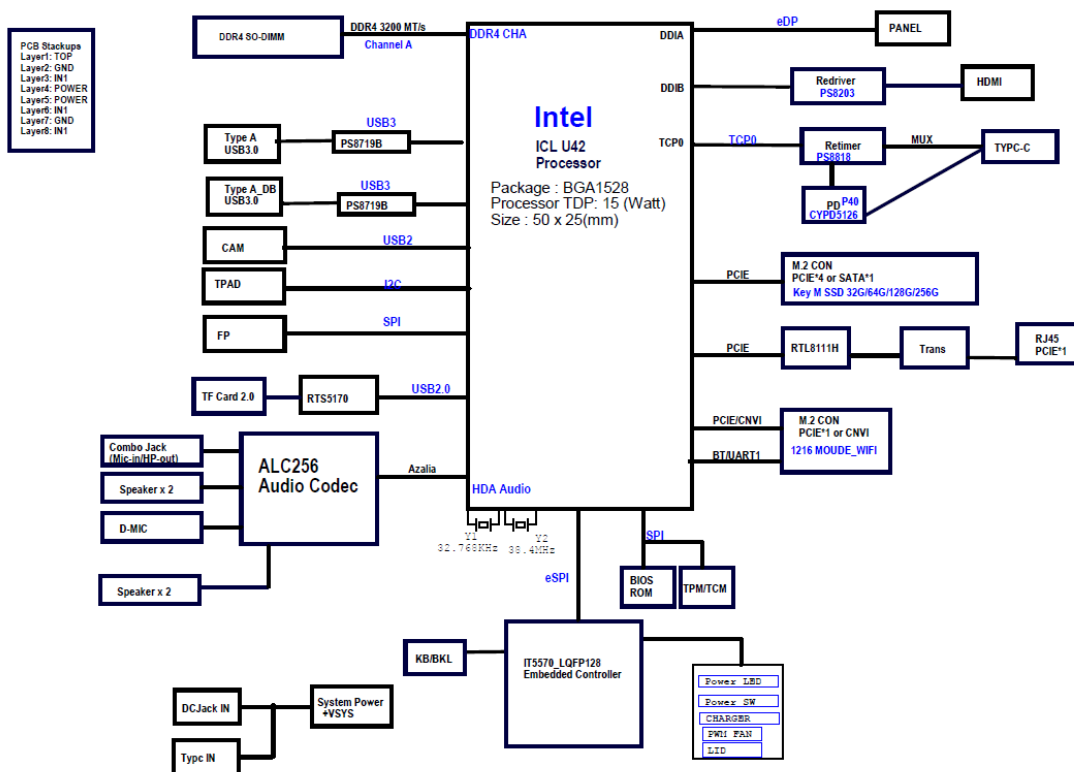 PCB Stackups
Layer1: TOP
Layer2: GND
Layer3: IN1
Layer4: POWER
Layer5: POWER
Layer6: IN1
Layer7: GND
Layer8: IN1
DDR4 SO-DIMM
DDR4 3200 MT/s
Channel A
DDR4 CHA
DDIA
eDP
PANEL
DDIB
Redriver
PS8203
HDMI
Intel
ICL U42
Processor
Package : BGA1528
Processor TDP: 15 (Watt)
Size : 50 x 25(mm)
Type A
USB3.0
PS8719B
USB3
TCP0
TCP0
Retimer
PS8818
MUX
TYPC-C
PD
P40
CYPD5126
Type A_DB
USB3.0
PS8719B
USB3
CAM
USB2
TPAD
I2C
FP
SPI
PCIE
M.2 CON
PCIE*4 or SATA*1
Key M SSD 32G/64G/128G/256G
PCIE
RTL8111H
Trans
RJ45
PCIE*1
TF Card 2.0
RTS5170
USB2.0
PCIE/CNVI
BT/UART1
M.2 CON
PCIE*1 or CNVI
1216 MOUDE_WIFI
Combo Jack
(Mic-in/HP-out)
Speaker x 2
D-MIC
Speaker x 2
ALC256
Audio Codec
Azalia
HDA Audio
Y1
32.768KHz
Y2
38.4MHz
eSPI
SPI
BIOS
ROM
TPM/TCM
KB/BKL
IT5570_LQFP128
Embedded Controller
Power LED
Power SW
CHARGER
PWM FAN
LID
DCJack IN
Typc IN
System Power
+VSYS